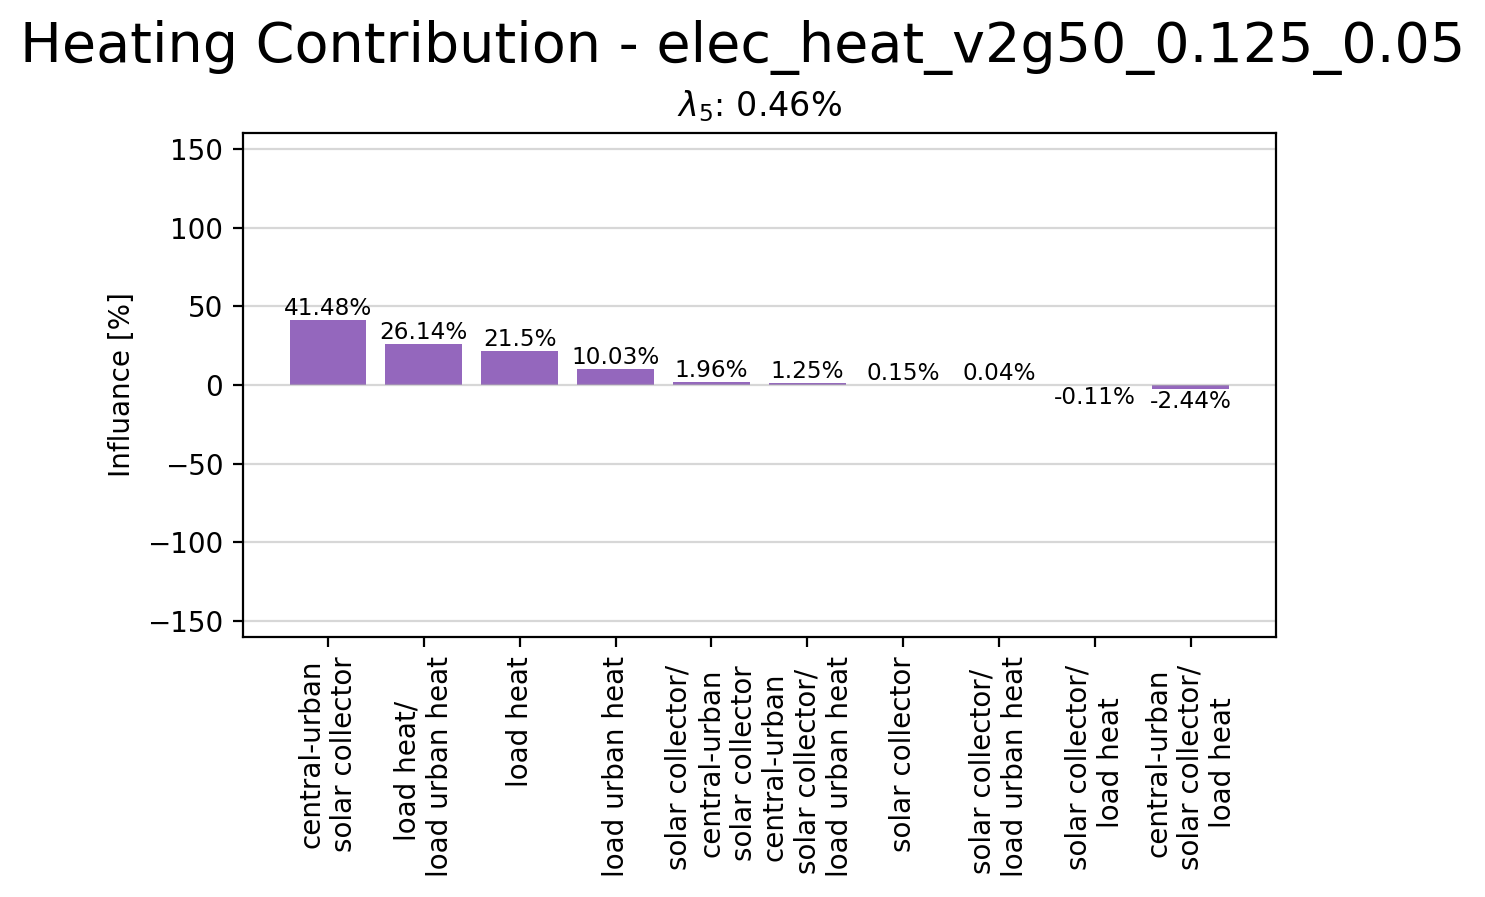 Heating Contribution - elec_heat_v2g50_0.125_0.05
λ5: 0.46%
Influance [%]
150
100
50
0
−50
−100
−150
41.48%
26.14%
21.5%
10.03%
1.96%
1.25%
0.15%
0.04%
-0.11%
-2.44%
central-urban
solar collector
load heat/
load urban heat
load heat
load urban heat
solar collector/
central-urban
solar collector
central-urban
solar collector/
load urban heat
solar collector
solar collector/
load urban heat
solar collector/
load heat
central-urban
solar collector/
load heat